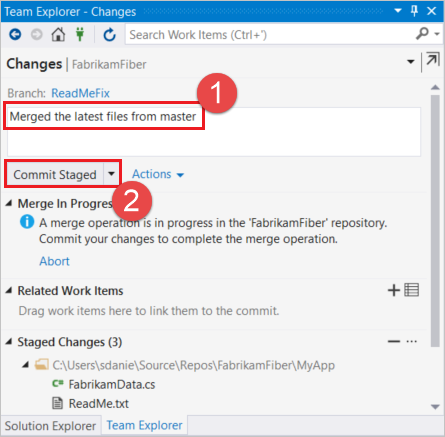 Team Explorer - Changes
Search Work Items (Ctrl+')
Changes | FabrikamFiber
Branch: ReadMeFix
Merged the latest files from master
1
Commit Staged Actions
2
Merge In Progress
A merge operation is in progress in the 'FabrikamFiber' repository.
Commit your changes to complete the merge operation.
Abort
Related Work Items
Drag work items here to link them to the commit.
Staged Changes (3)
C:\Users\sdanie\Source\Repos\FabrikamFiber\MyApp
C# FabrikamData.cs
ReadMe.txt
Solution Explorer Team Explorer